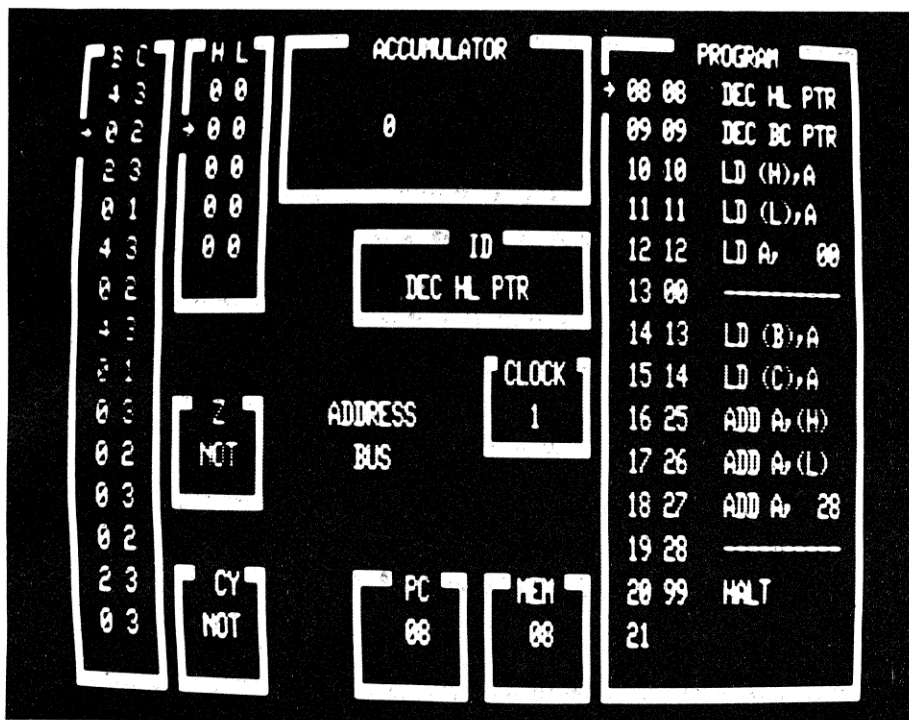 B C
4 3
→ 0 2
2 3
0 1
4 3
0 2
4 3
0 1
0 3
0 2
0 3
0 2
2 3
0 3
H L
0 0
→ 0 0
0 0
0 0
0 0
ACCUMULATOR
0
ID
DEC HL PTR
CLOCK
1
Z
NOT
ADDRESS
BUS
CY
NOT
PC
08
MEM
08
PROGRAM
→ 08 08 DEC HL PTR
09 09 DEC BC PTR
10 10 LD (H),A
11 11 LD (L),A
12 12 LD A, 00
13 00 ----------
14 13 LD (B),A
15 14 LD (C),A
16 25 ADD A,(H)
17 26 ADD A,(L)
18 27 ADD A, 28
19 28 ----------
20 99 HALT
21